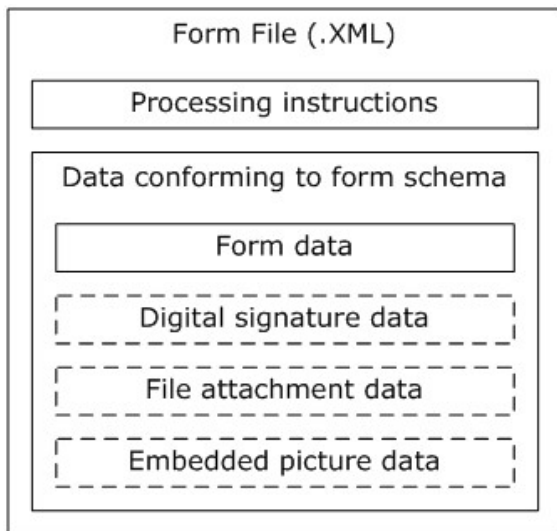 Form File (.XML)
Processing instructions
Data conforming to form schema
Form data
Digital signature data
File attachment data
Embedded picture data